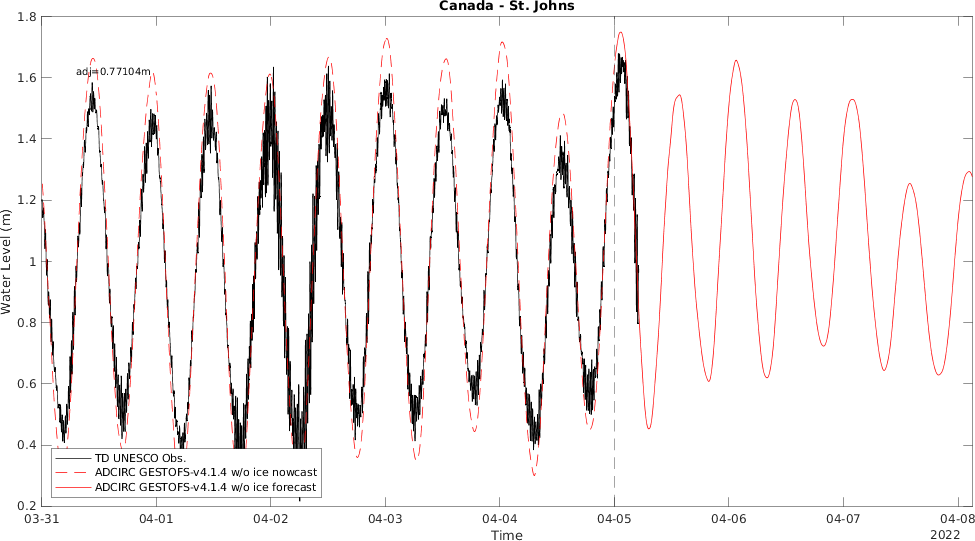 Canada - St. Johns
1.8
1.6
1.4
1.2
1
0.8
0.6
0.4
0.2
Water Level (m)
adj=0.77104m
TD UNESCO Obs.
ADCIRC GESTOFS-v4.1.4 w/o ice nowcast
ADCIRC GESTOFS-v4.1.4 w/o ice forecast
03-31 04-01 04-02 04-03 04-04 04-05 04-06 04-07 04-08
Time
2022